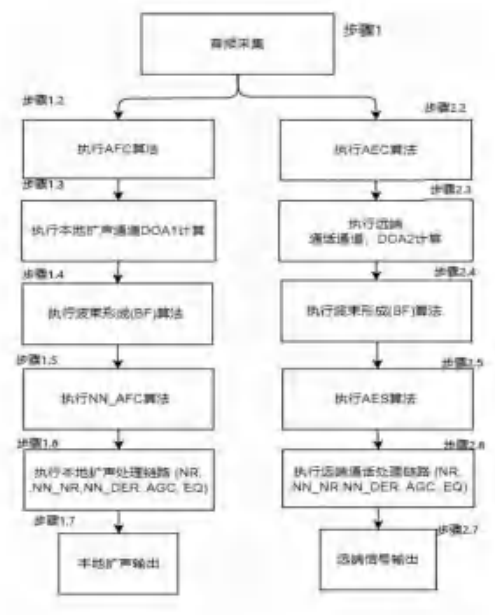 步骤1
音频采集
步骤1.2
步骤2.2
执行AFC算法
执行AEC算法
步骤1.3
步骤2.3
执行本地扩声通道DOA1计算
执行远端
通话通道, DOA2计算
步骤1.4
步骤2.4
执行波束形成(BF)算法
执行波束形成(BF)算法
步骤1.5
步骤2.5
执行NN_AFC算法
执行AES算法
步骤1.6
步骤2.6
执行本地扩声处理链路 (NR,
,NN_NR,NN_DER. AGC, EQ)
执行远端通话处理链路 (NR,
NN_NR.NN_DER. AGC, EQ)
步骤1.7
步骤2.7
本地扩声输出
远端信号输出